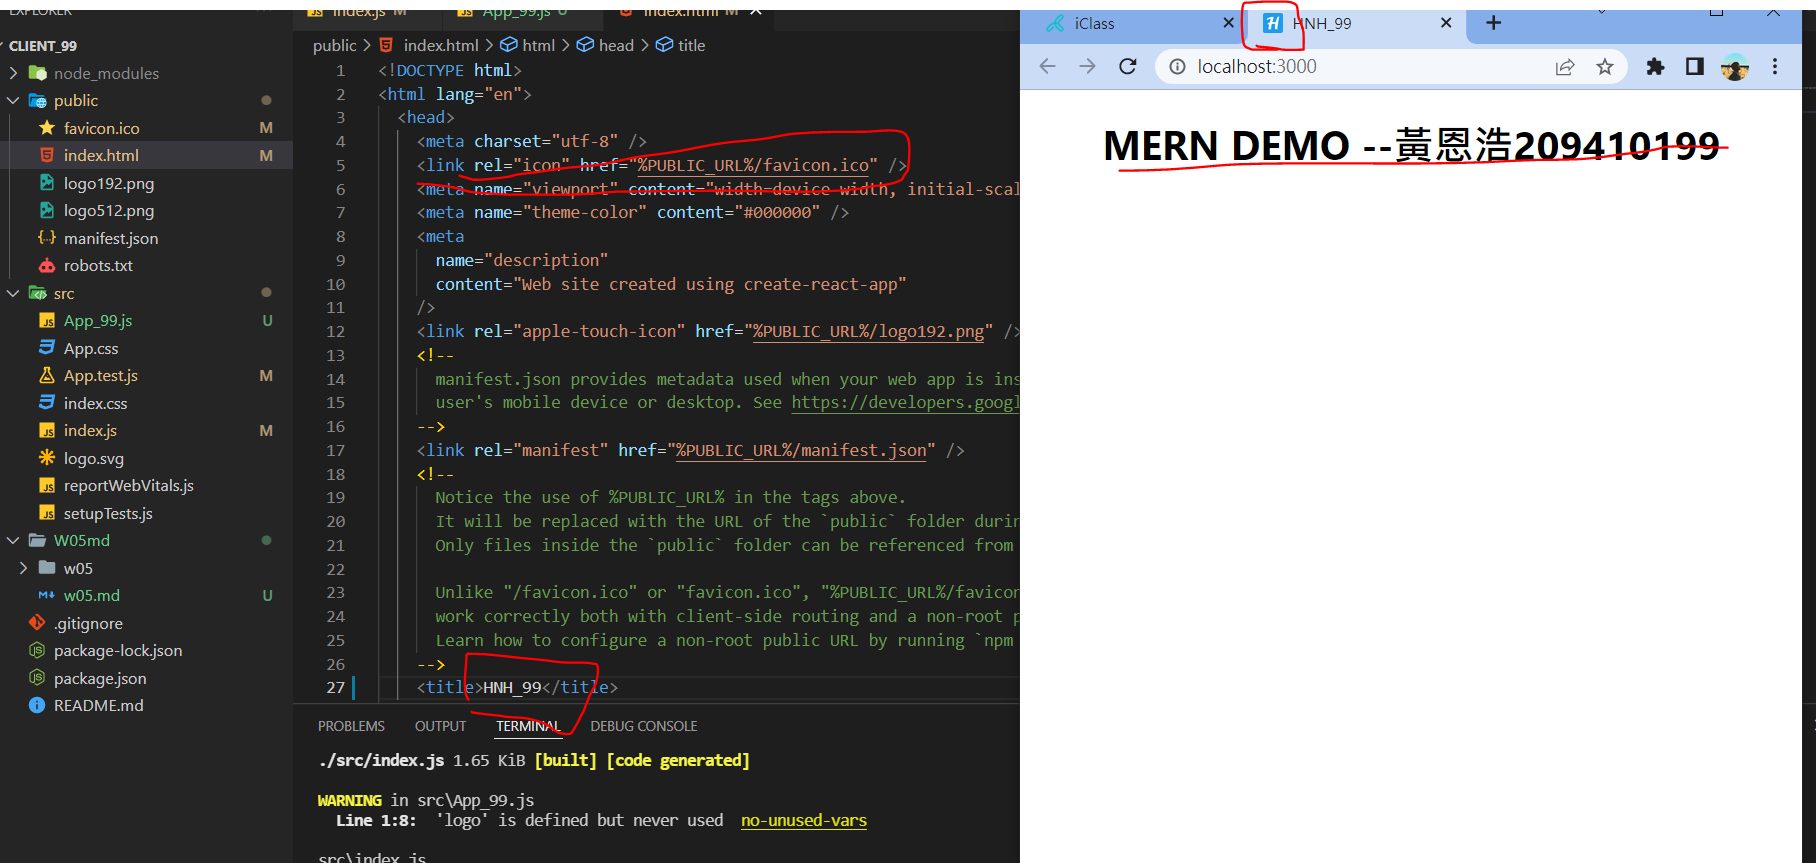 EXPLORER
CLIENT_99
node_modules
public
favicon.ico M
index.html M
logo192.png
logo512.png
manifest.json
robots.txt
src
App_99.js U
App.css
App.test.js M
index.css
index.js M
logo.svg
reportWebVitals.js
setupTests.js
W05md
w05
w05.md U
.gitignore
package-lock.json
package.json
README.md
index.js M App_99.js U index.html M
public > index.html > html > head > title
1 <!DOCTYPE html>
2 <html lang="en">
3 <head>
4 <meta charset="utf-8" />
5 <link rel="icon" href="%PUBLIC_URL%/favicon.ico" />
6 <meta name="viewport" content="width=device-width, initial-scal
7 <meta name="theme-color" content="#000000" />
8 <meta
9 name="description"
10 content="Web site created using create-react-app"
11 />
12 <link rel="apple-touch-icon" href="%PUBLIC_URL%/logo192.png" />
13 <!--
14 manifest.json provides metadata used when your web app is ins
15 user's mobile device or desktop. See https://developers.googl
16 -->
17 <link rel="manifest" href="%PUBLIC_URL%/manifest.json" />
18 <!--
19 Notice the use of %PUBLIC_URL% in the tags above.
20 It will be replaced with the URL of the `public` folder durin
21 Only files inside the `public` folder can be referenced from
22
23 Unlike "/favicon.ico" or "favicon.ico", "%PUBLIC_URL%/favicon
24 work correctly both with client-side routing and a non-root p
25 Learn how to configure a non-root public URL by running `npm
26 -->
27 <title>HNH_99</title>
PROBLEMS OUTPUT TERMINAL DEBUG CONSOLE
./src/index.js 1.65 KiB [built] [code generated]
WARNING in src\App_99.js
Line 1:8: 'logo' is defined but never used no-unused-vars
src\index.js
iClass
H HNH_99
localhost:3000
MERN DEMO --黃恩浩209410199